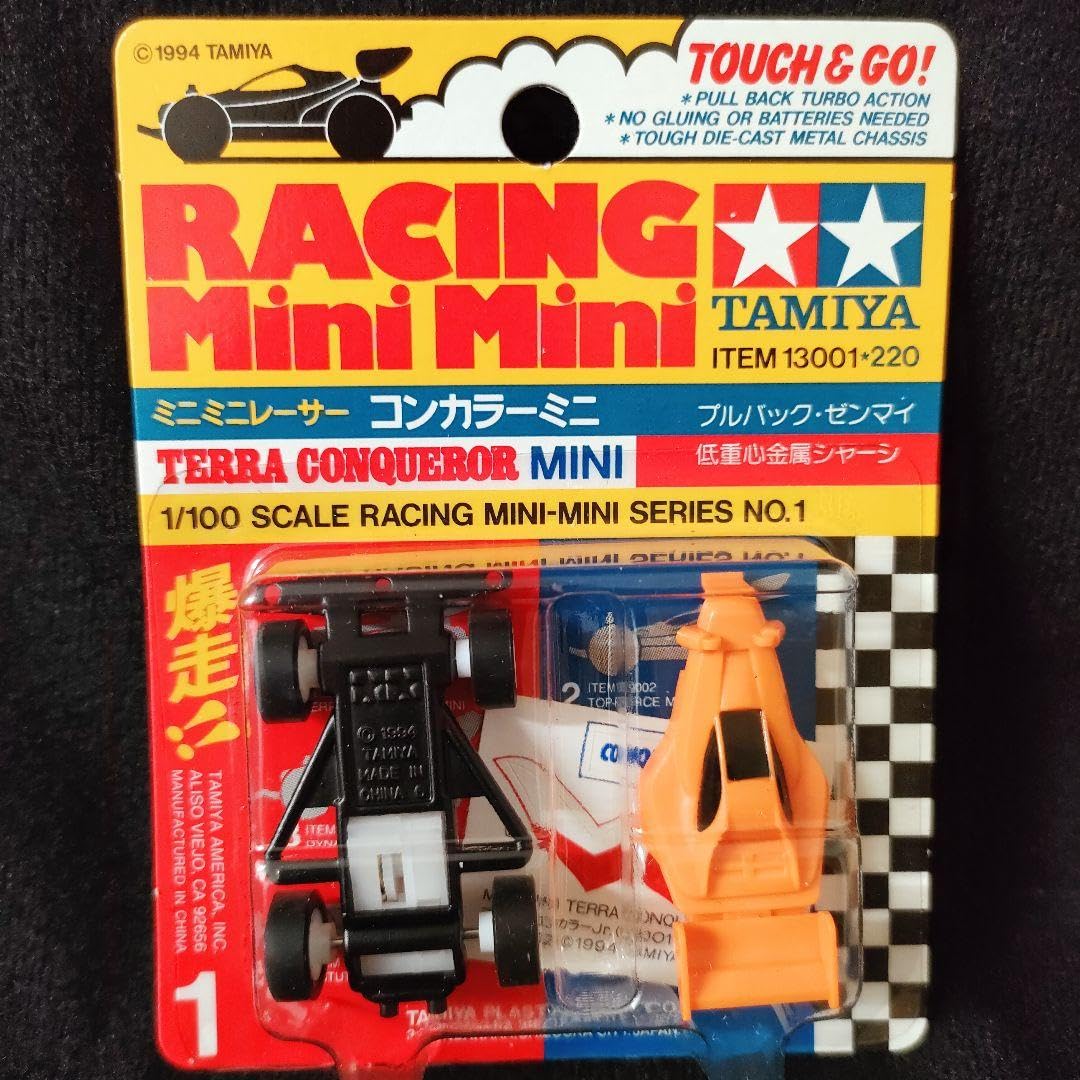 ©1994 TAMIYA
TOUCH & GO!
*PULL BACK TURBO ACTION
*NO GLUING OR BATTERIES NEEDED
*TOUGH DIE-CAST METAL CHASSIS
RACING
Mini Mini
TAMIYA
ITEM 13001*220
ミニミニレーサー コンカラーミニ
プルバック・ゼンマイ
TERRA CONQUEROR MINI
低重心金属シャーシ
1/100 SCALE RACING MINI-MINI SERIES NO.1
爆走!!
© 1994
TAMIYA
MADE IN
CHINA C
2 ITEM
TAMIYA AMERICA, INC
ALISO VIEJO, CA 92656
MANUFACTURED IN CHINA
TERRA
©1994
1
TAMIYA